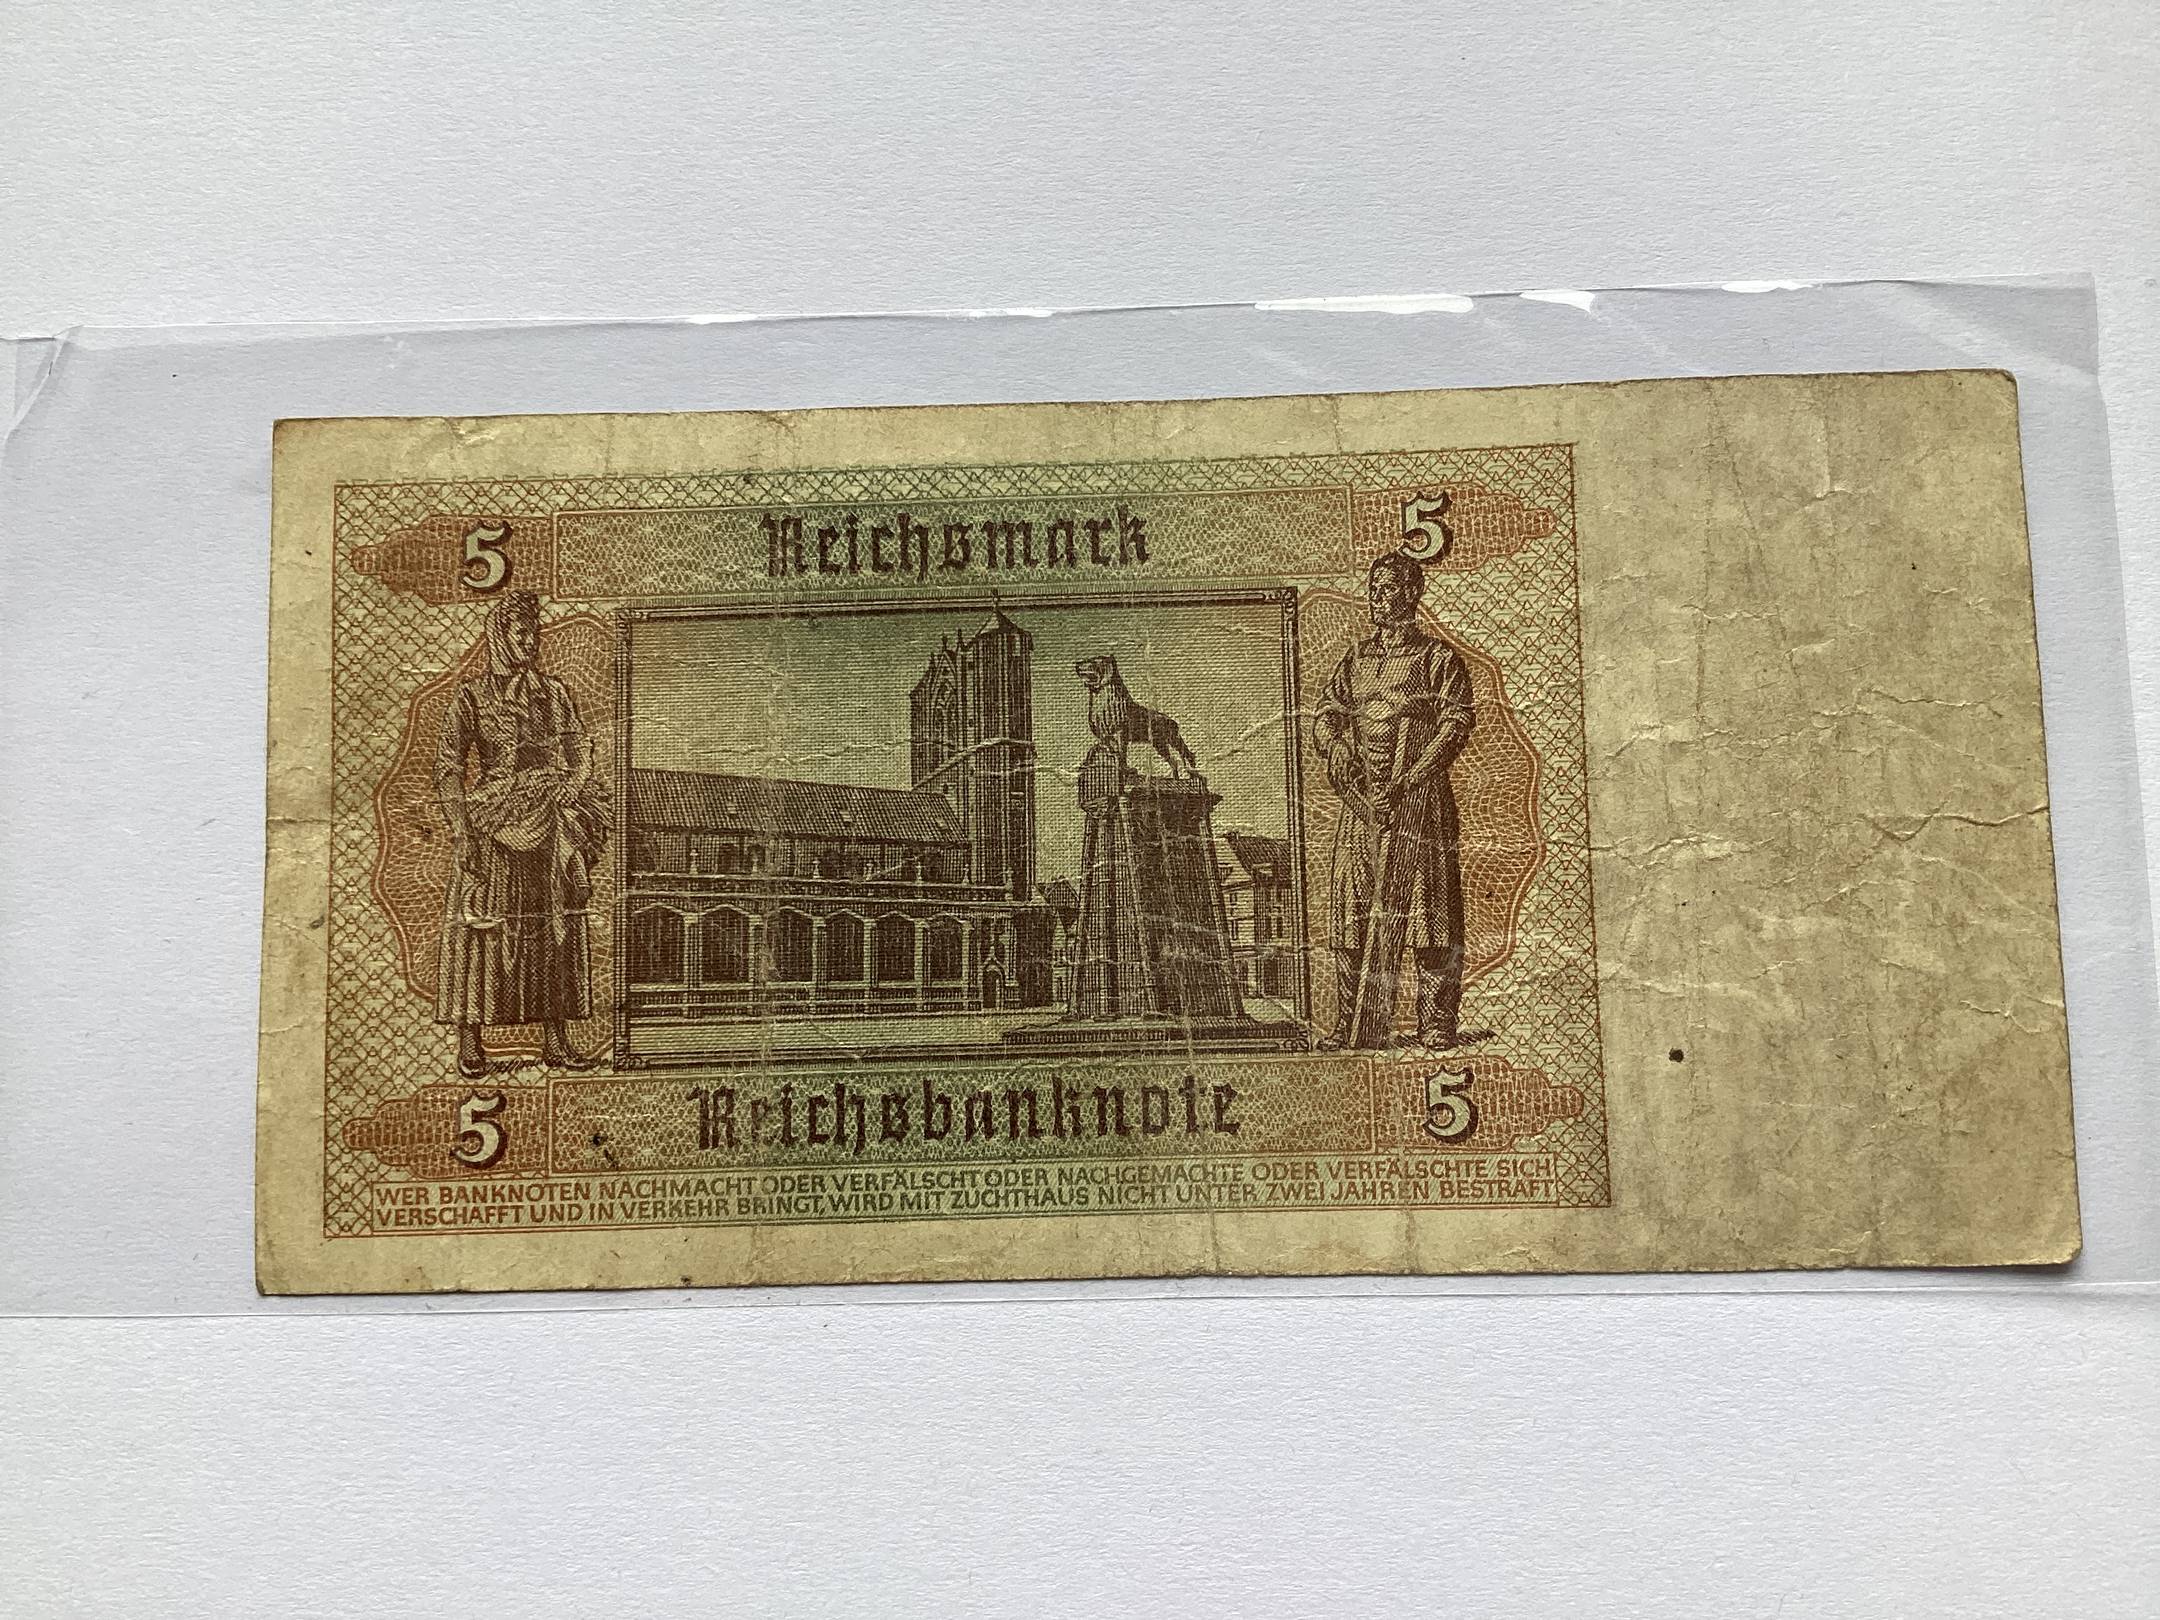 5 Reichsmark 5
5 Reichsbanknote 5
WER BANKNOTEN NACHMACHT ODER VERFÄLSCHT ODER NACHGEMACHTE ODER VERFÄLSCHTE SICH
VERSCHAFFT UND IN VERKEHR BRINGT, WIRD MIT ZUCHTHAUS NICHT UNTER ZWEI JAHREN BESTRAFT